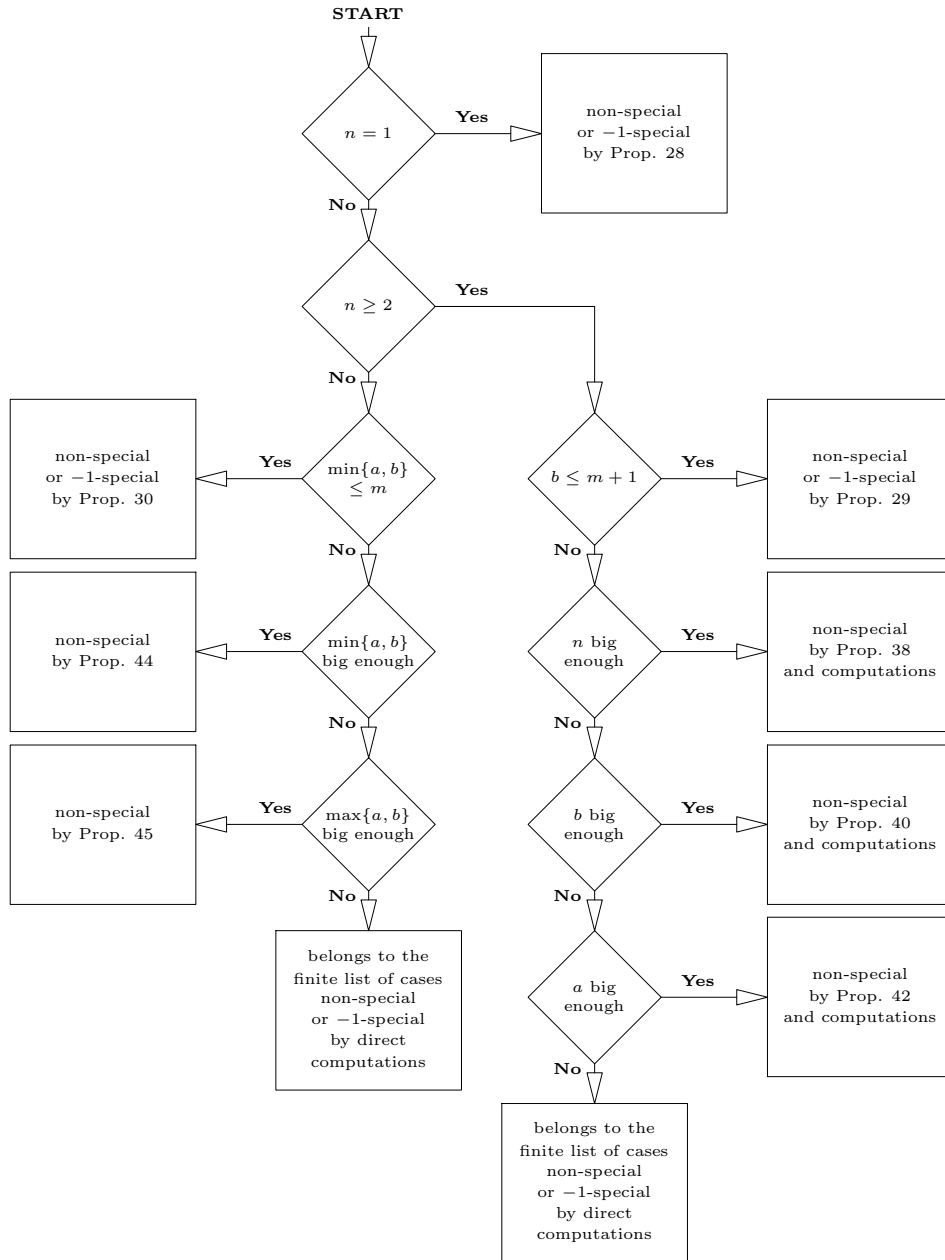 START
n = 1
Yes
non-special
or −1-special
by Prop. 28
No
n ≥ 2
Yes
No
min{a, b}
≤ m
Yes
non-special
or −1-special
by Prop. 30
No
min{a, b}
big enough
Yes
non-special
by Prop. 44
No
max{a, b}
big enough
Yes
non-special
by Prop. 45
No
belongs to the
finite list of cases
non-special
or −1-special
by direct
computations
b ≤ m + 1
Yes
non-special
or −1-special
by Prop. 29
No
n big
enough
Yes
non-special
by Prop. 38
and computations
No
b big
enough
Yes
non-special
by Prop. 40
and computations
No
a big
enough
Yes
non-special
by Prop. 42
and computations
No
belongs to the
finite list of cases
non-special
or −1-special
by direct
computations